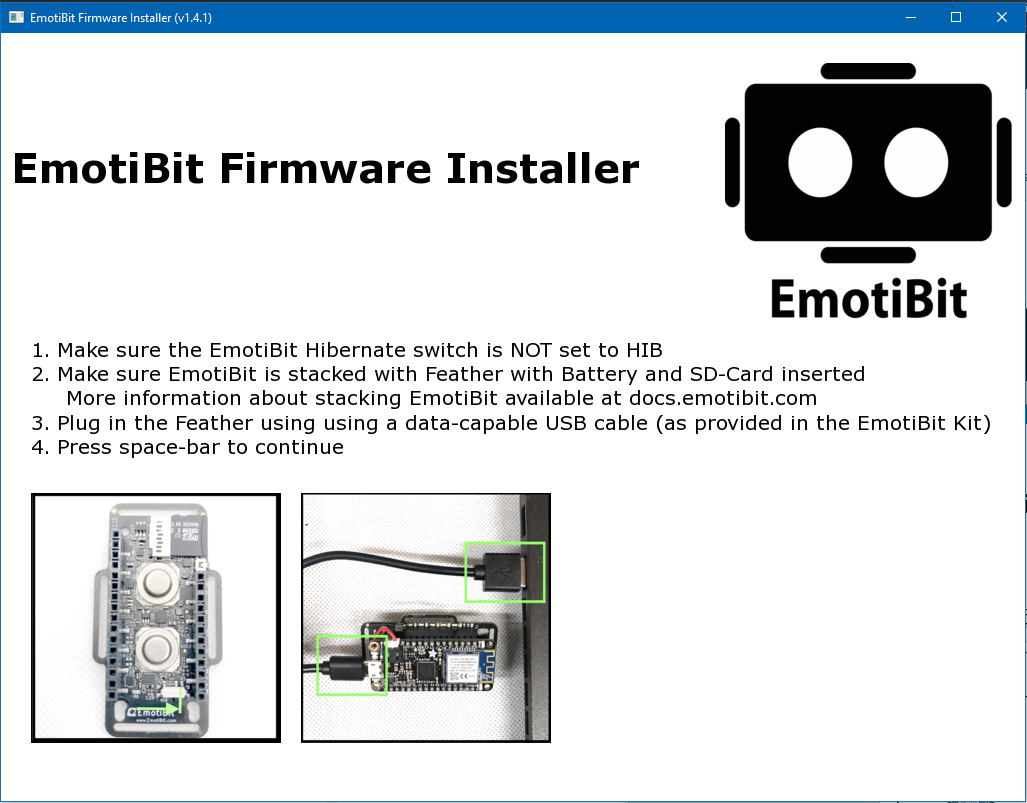 EmotiBit Firmware Installer (v1.4.1)
EmotiBit Firmware Installer
EmotiBit
1. Make sure the EmotiBit Hibernate switch is NOT set to HIB
2. Make sure EmotiBit is stacked with Feather with Battery and SD-Card inserted
More information about stacking EmotiBit available at docs.emotibit.com
3. Plug in the Feather using using a data-capable USB cable (as provided in the EmotiBit Kit)
4. Press space-bar to continue
EmotiBit
www.EmotiBit.com
Feather